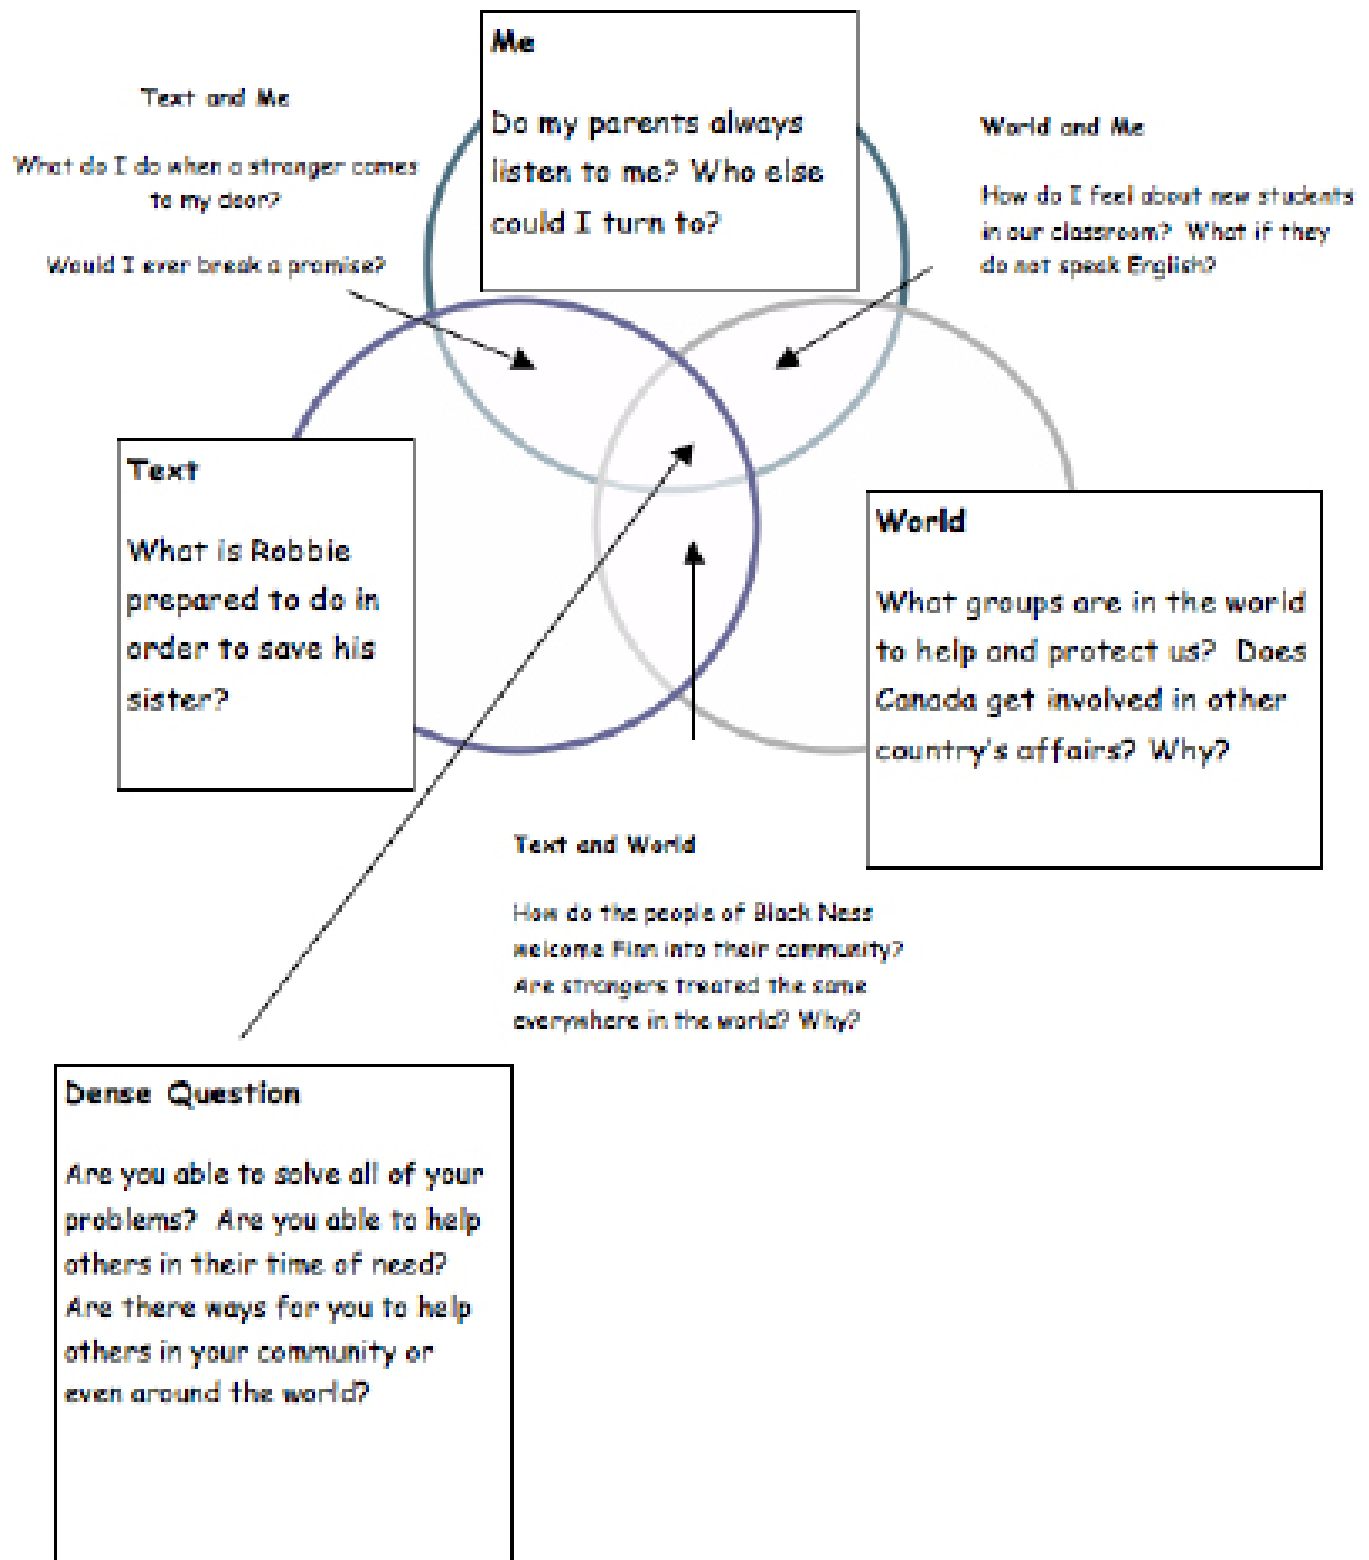 Me
Do my parents always
listen to me? Who else
could I turn to?
Text and Me
What do I do when a stranger comes
to my door?
Would I ever break a promise?
World and Me
How do I feel about new students
in our classroom?  What if they
do not speak English?
Text
What is Robbie
prepared to do in
order to save his
sister?
World
What groups are in the world
to help and protect us?  Does
Canada get involved in other
country's affairs? Why?
Text and World
How do the people of Black Ness
welcome Finn into their community?
Are strangers treated the same
everywhere in the world? Why?
Dense Question
Are you able to solve all of your
problems?  Are you able to help
others in their time of need?
Are there ways for you to help
others in your community or
even around the world?